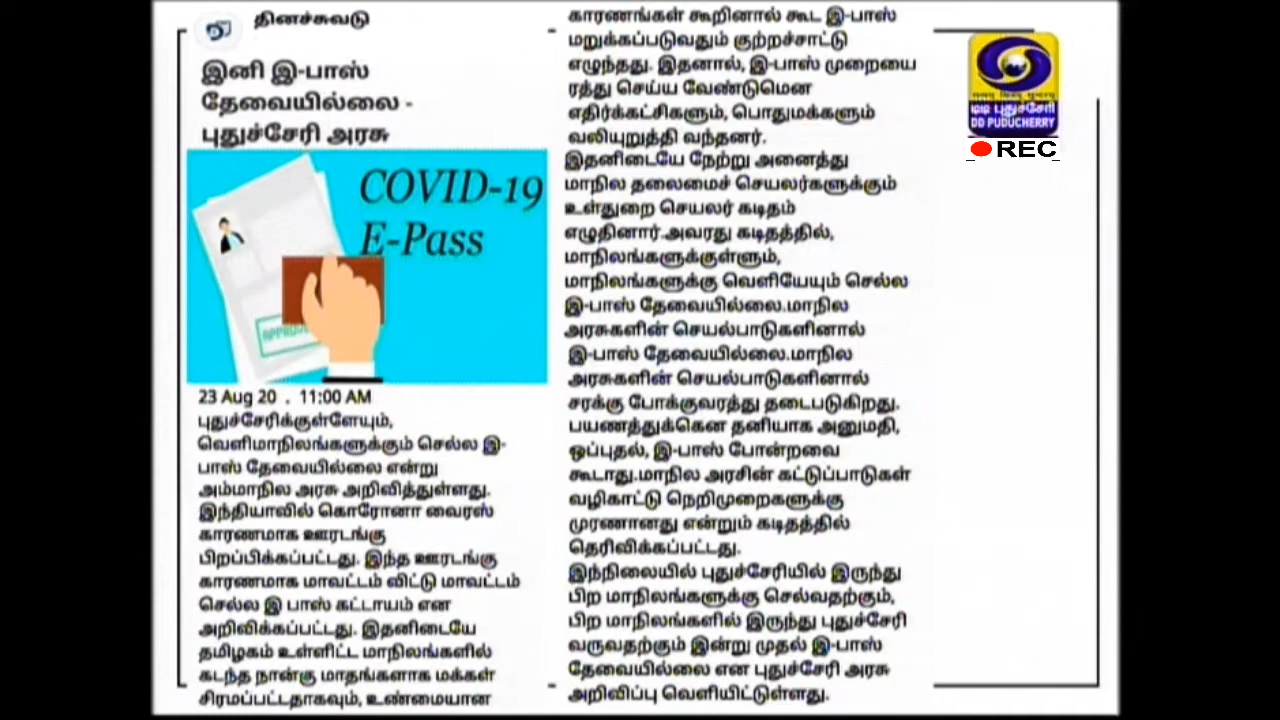 தினச்சுவடு
இனி இ-பாஸ்
தேவையில்லை -
புதுச்சேரி அரசு
COVID-19
E-Pass
APPROVE
23 Aug 20 . 11:00 AM
புதுச்சேரிக்குள்ளேயும்,
வெளிமாநிலங்களுக்கும் செல்ல இ-
பாஸ் தேவையில்லை என்று
அம்மாநில அரசு அறிவித்துள்ளது.
இந்தியாவில் கொரோனா வைரஸ்
காரணமாக ஊரடங்கு
பிறப்பிக்கப்பட்டது. இந்த ஊரடங்கு
காரணமாக மாவட்டம் விட்டு மாவட்டம்
செல்ல இ பாஸ் கட்டாயம் என
அறிவிக்கப்பட்டது. இதனிடையே
தமிழகம் உள்ளிட்ட மாநிலங்களில்
கடந்த நான்கு மாதங்களாக மக்கள்
சிரமப்பட்டதாகவும், உண்மையான
காரணங்கள் கூறினால் கூட இ-பாஸ்
மறுக்கப்படுவதும் குற்றச்சாட்டு
எழுந்தது. இதனால், இ-பாஸ் முறையை
ரத்து செய்ய வேண்டுமென
எதிர்க்கட்சிகளும், பொதுமக்களும்
வலியுறுத்தி வந்தனர்.
இதனிடையே நேற்று அனைத்து
மாநில தலைமைச் செயலர்களுக்கும்
உள்துறை செயலர் கடிதம்
எழுதினார்.அவரது கடிதத்தில்,
மாநிலங்களுக்குள்ளும்,
மாநிலங்களுக்கு வெளியேயும் செல்ல
இ-பாஸ் தேவையில்லை.மாநில
அரசுகளின் செயல்பாடுகளினால்
இ-பாஸ் தேவையில்லை.மாநில
அரசுகளின் செயல்பாடுகளினால்
சரக்கு போக்குவரத்து தடைபடுகிறது.
பயணத்துக்கென தனியாக அனுமதி,
ஒப்புதல், இ-பாஸ் போன்றவை
கூடாது.மாநில அரசின் கட்டுப்பாடுகள்
வழிகாட்டு நெறிமுறைகளுக்கு
முரணானது என்றும் கடிதத்தில்
தெரிவிக்கப்பட்டது.
இந்நிலையில் புதுச்சேரியில் இருந்து
பிற மாநிலங்களுக்கு செல்வதற்கும்,
பிற மாநிலங்களில் இருந்து புதுச்சேரி
வருவதற்கும் இன்று முதல் இ-பாஸ்
தேவையில்லை என புதுச்சேரி அரசு
அறிவிப்பு வெளியிட்டுள்ளது.
டிடி புதுச்சேரி
DD PUDUCHERRY
REC